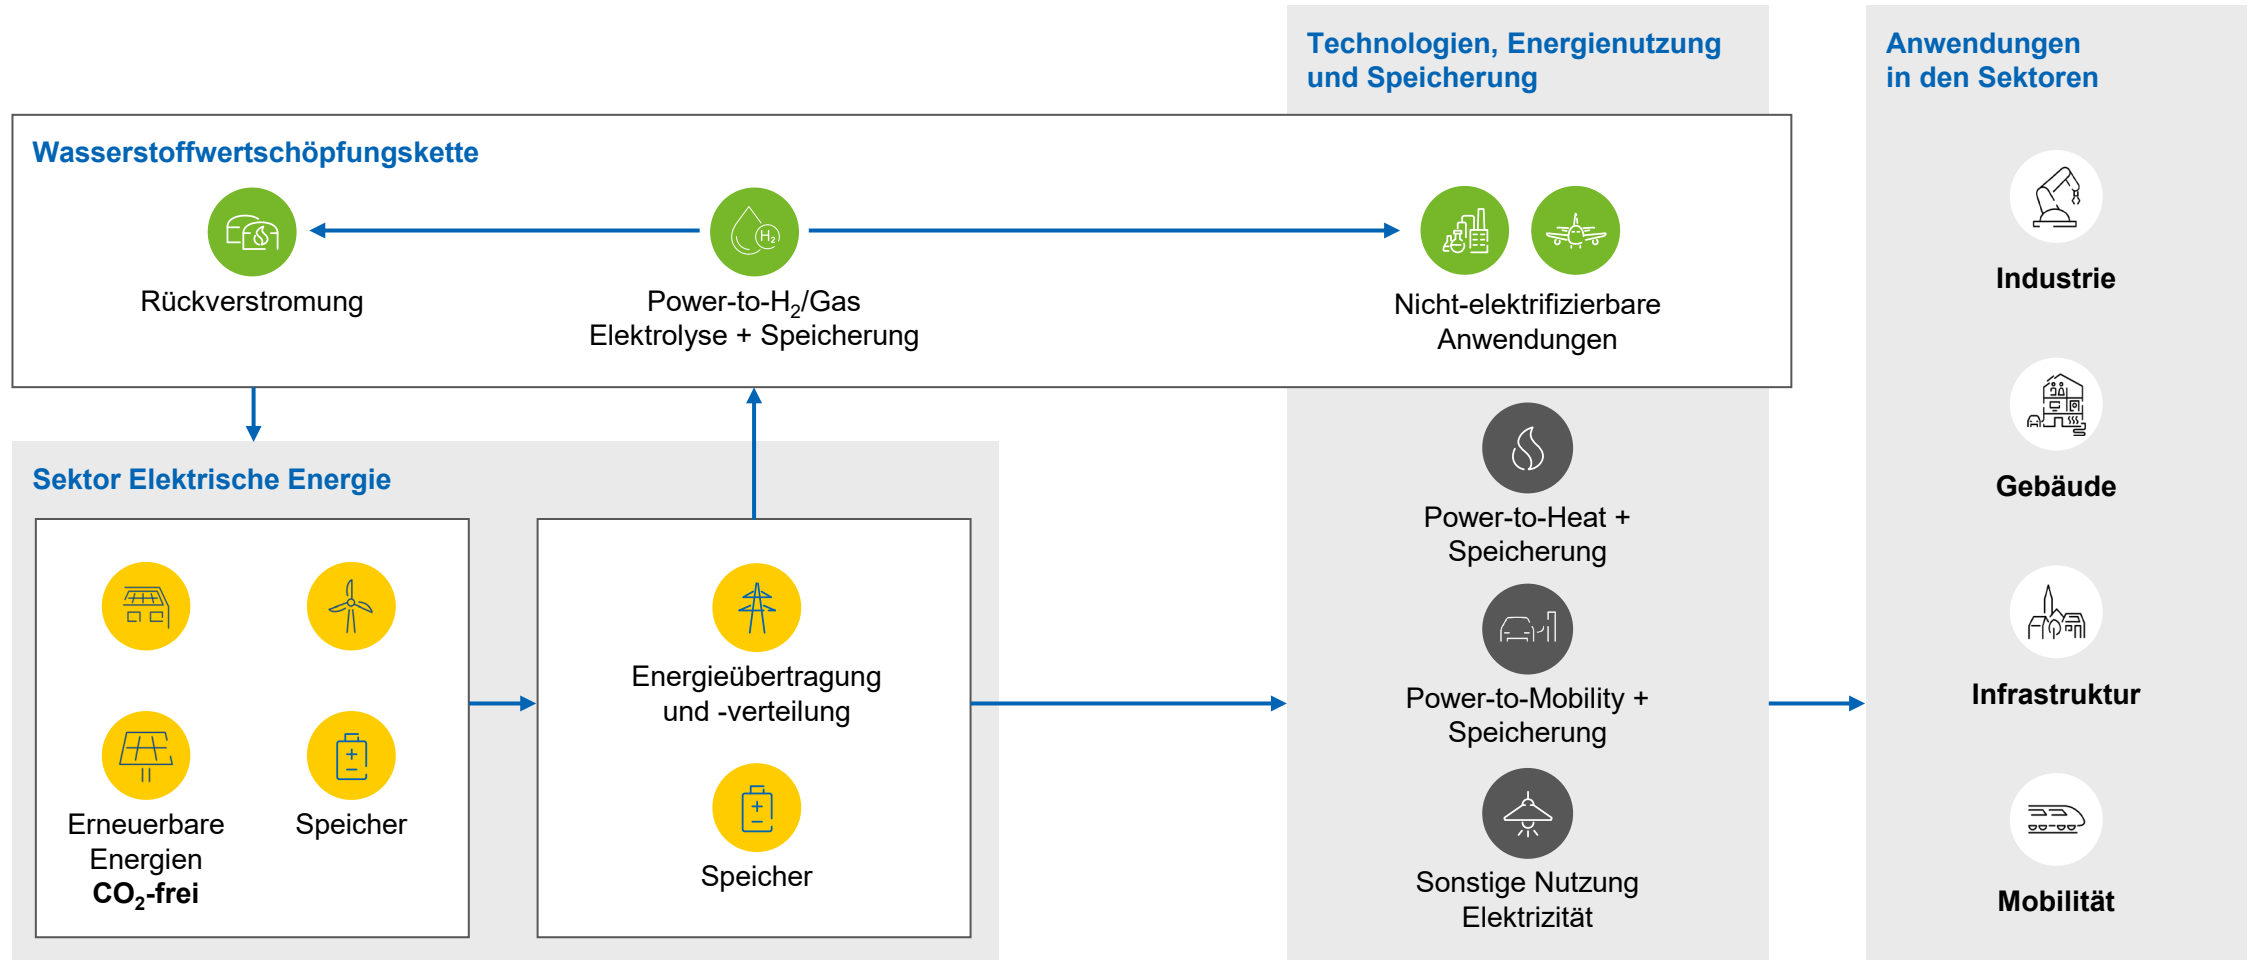 Technologien, Energienutzung
und Speicherung
Anwendungen
in den Sektoren
Wasserstoffwertschöpfungskette
H₂
Rückverstromung
Power-to-H₂/Gas
Elektrolyse + Speicherung
Nicht-elektrifizierbare
Anwendungen
Sektor Elektrische Energie
Erneuerbare
Energien
CO₂-frei
Speicher
Energieübertragung
und -verteilung
Speicher
Power-to-Heat +
Speicherung
Power-to-Mobility +
Speicherung
Sonstige Nutzung
Elektrizität
Industrie
Gebäude
Infrastruktur
Mobilität